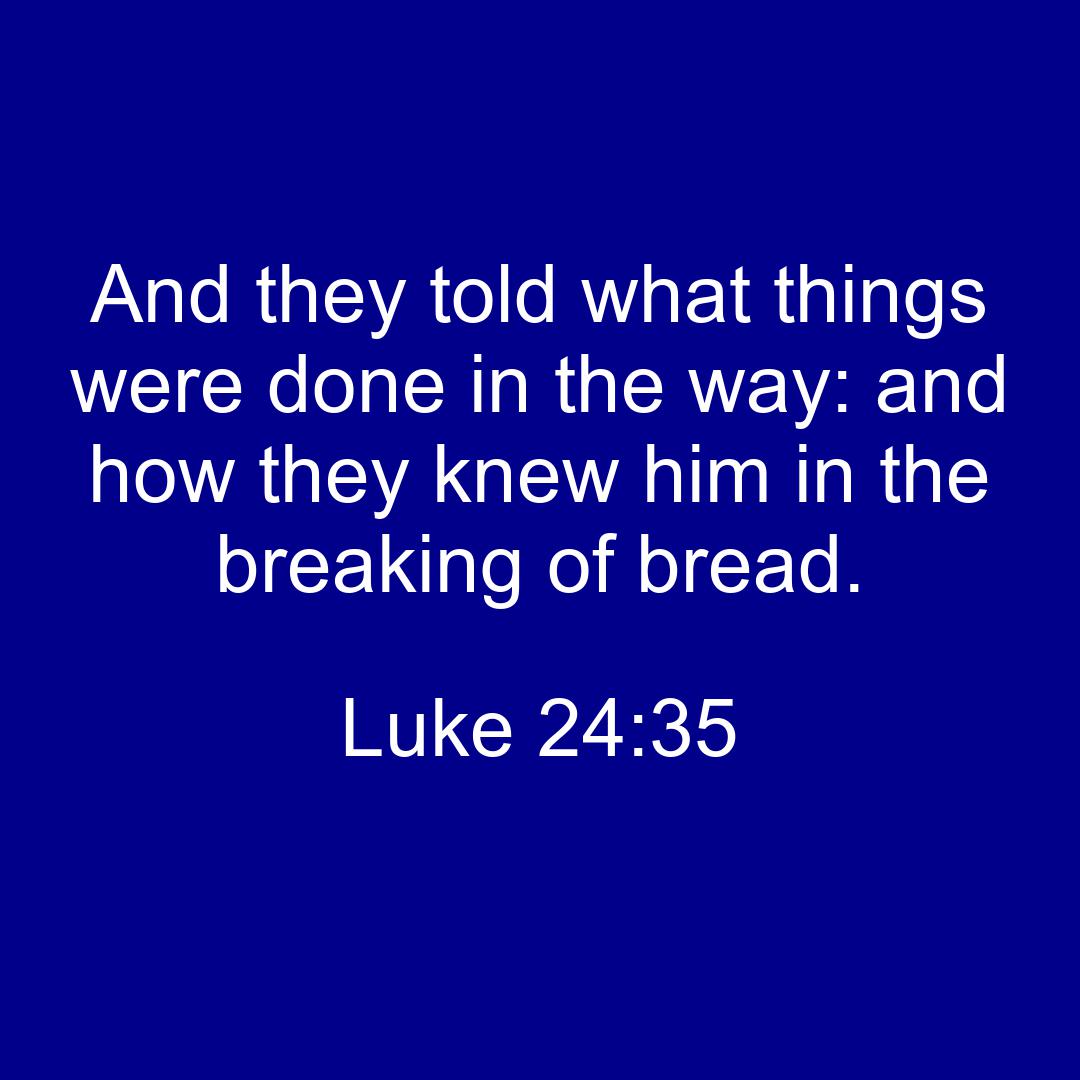 And they told what things
were done in the way: and
how they knew him in the
breaking of bread.
Luke 24:35